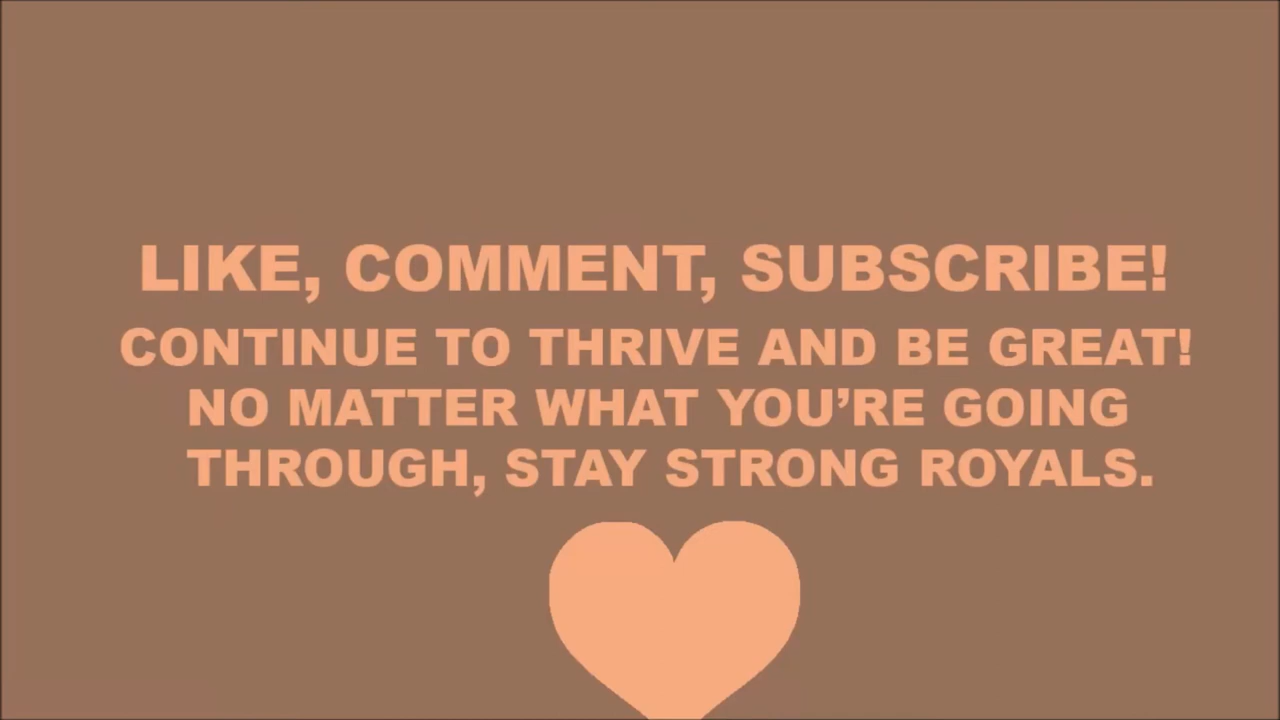 LIKE, COMMENT, SUBSCRIBE!
CONTINUE TO THRIVE AND BE GREAT!
NO MATTER WHAT YOU’RE GOING
THROUGH, STAY STRONG ROYALS.